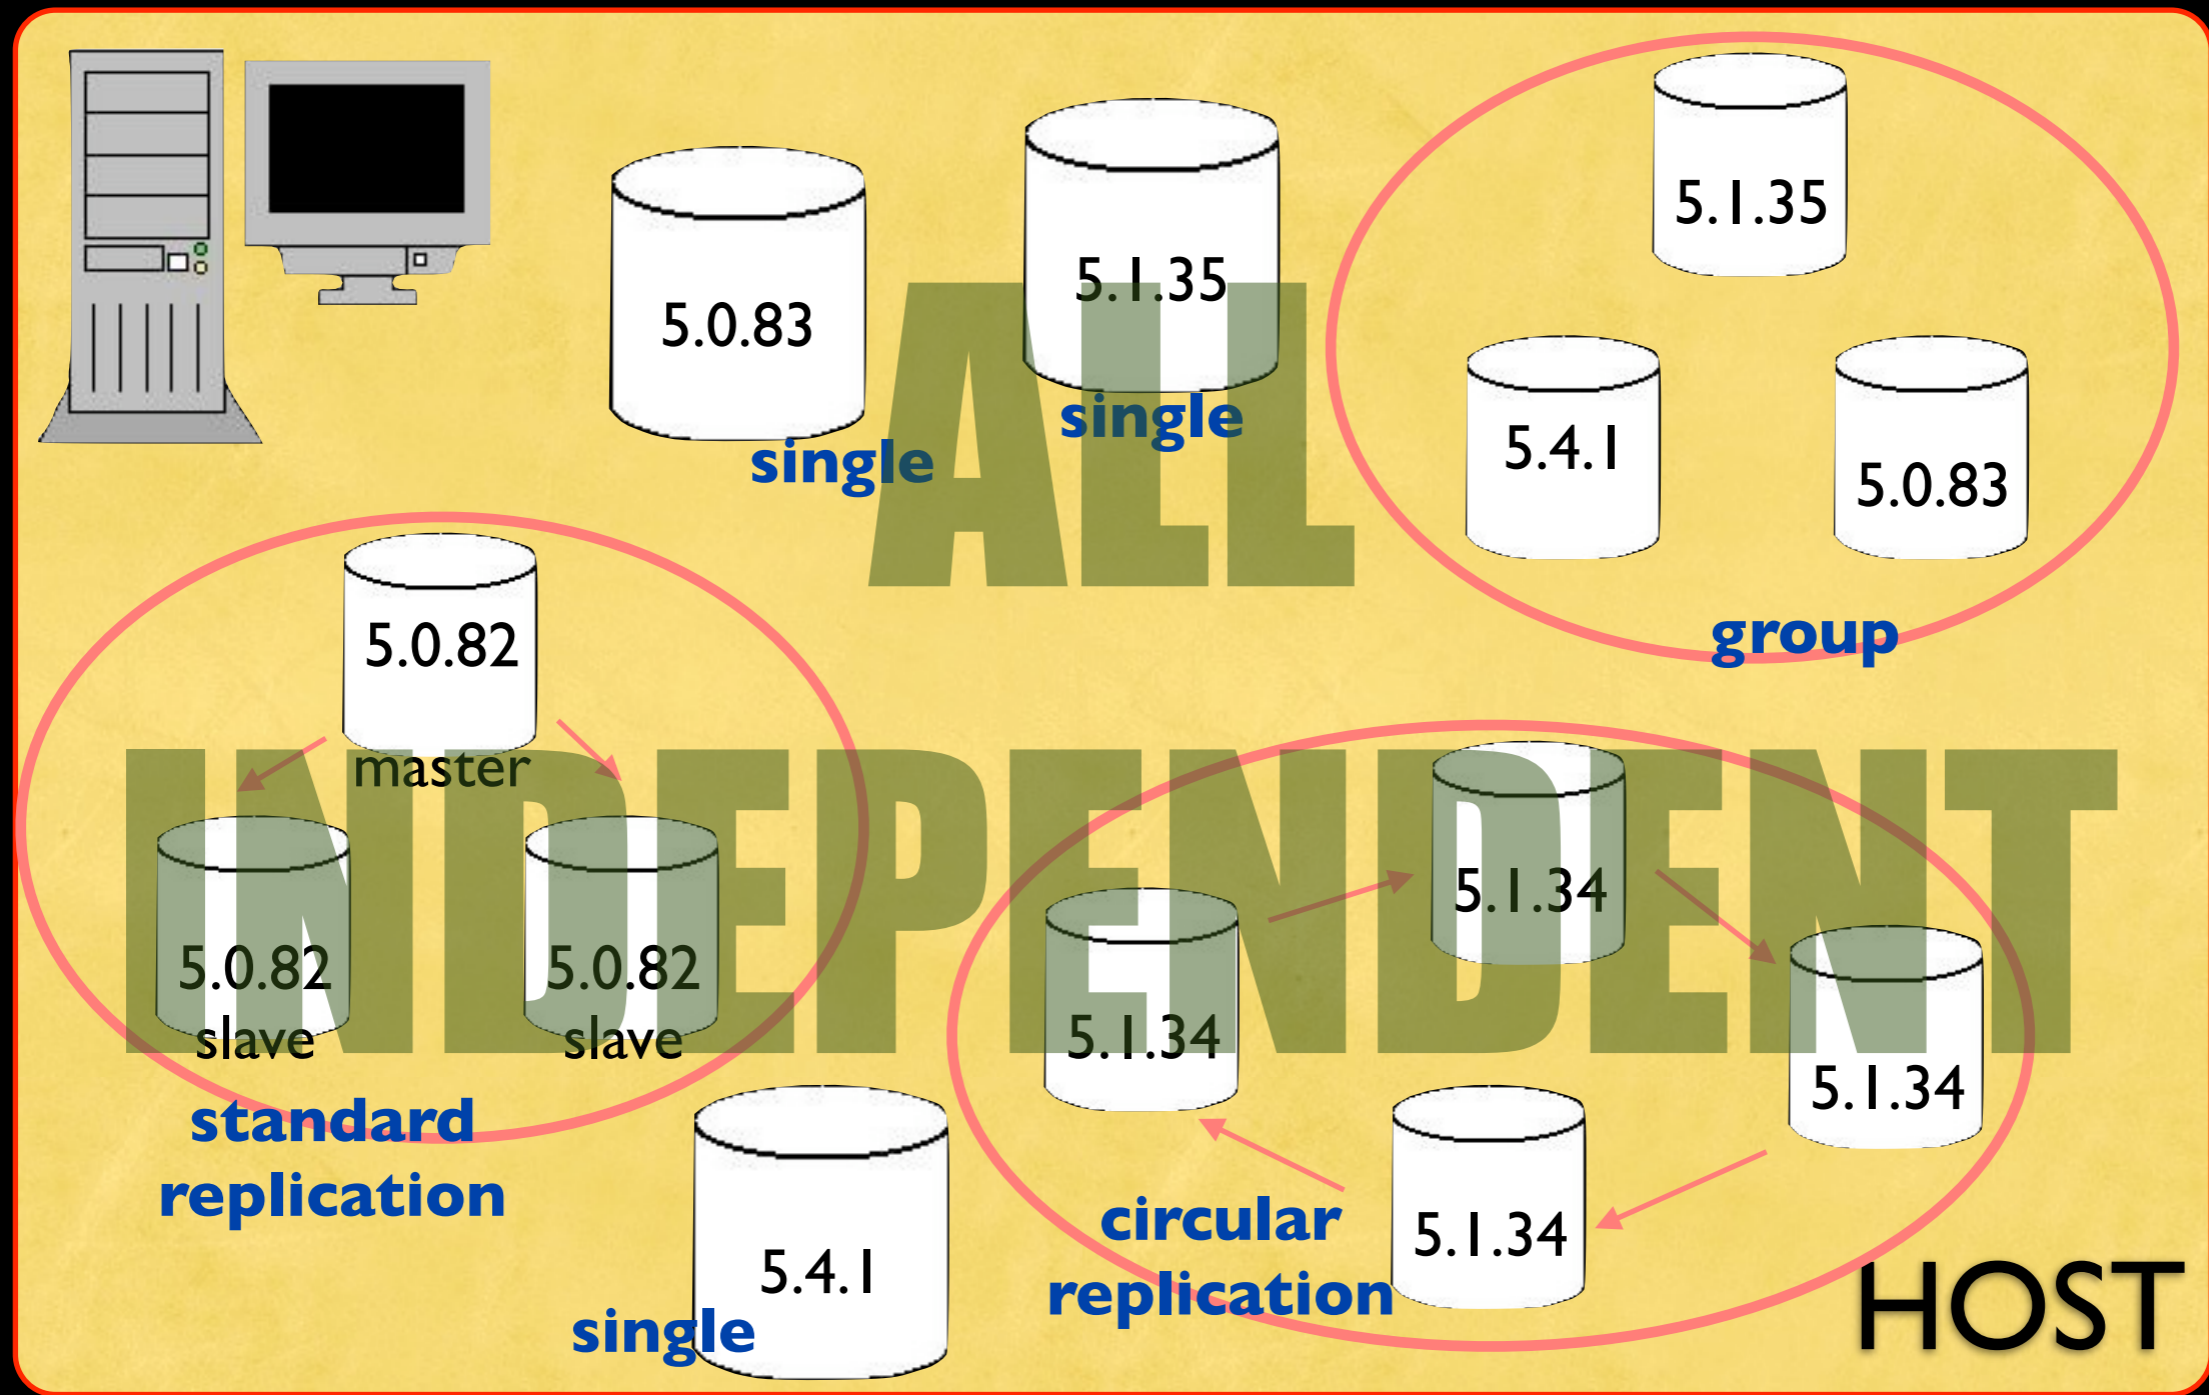 5.1.35
5.1.35
5.0.83
single
single
5.4.1
5.0.83
ALL
group
5.0.82
master
INDEPENDENT
5.0.82
slave
5.0.82
slave
standard
replication
5.1.34
5.1.34
5.1.34
5.1.34
circular
replication
5.4.1
single
HOST